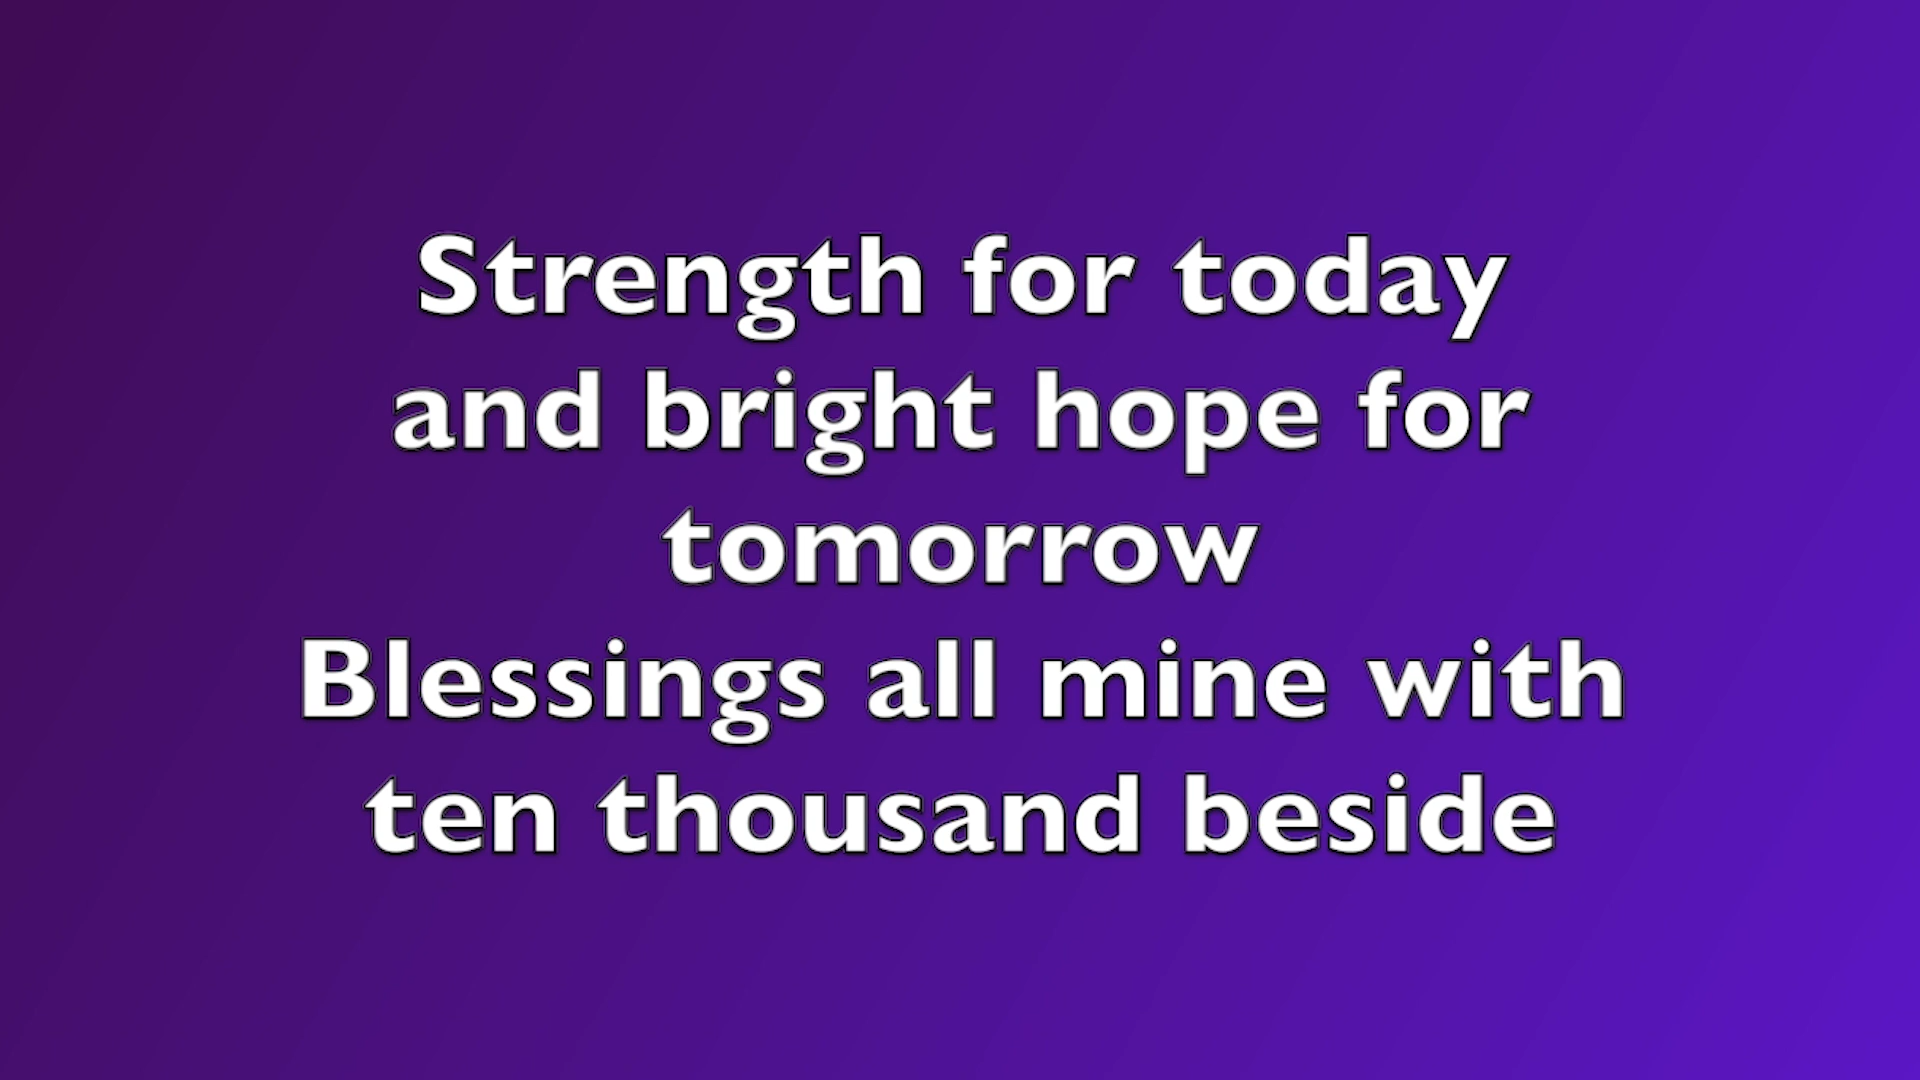 Strength for today
and bright hope for
tomorrow
Blessings all mine with
ten thousand beside